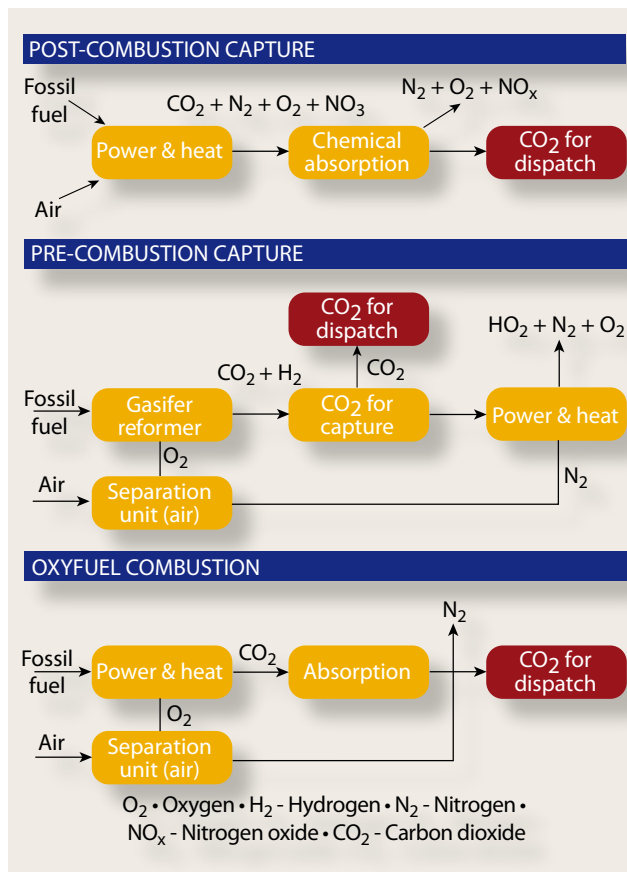 POST-COMBUSTION CAPTURE
Fossil
fuel
CO₂ + N₂ + O₂ + NO₃
N₂ + O₂ + NOₓ
Power & heat
Chemical
absorption
CO₂ for
dispatch
Air
PRE-COMBUSTION CAPTURE
CO₂ for
dispatch
HO₂ + N₂ + O₂
CO₂ + H₂
CO₂
Fossil
fuel
Gasifer
reformer
CO₂ for
capture
Power & heat
O₂
N₂
Air
Separation
unit (air)
OXYFUEL COMBUSTION
N₂
Fossil
fuel
Power & heat
CO₂
Absorption
CO₂ for
dispatch
O₂
Air
Separation
unit (air)
O₂ • Oxygen • H₂ - Hydrogen • N₂ - Nitrogen •
NOₓ - Nitrogen oxide • CO₂ - Carbon dioxide